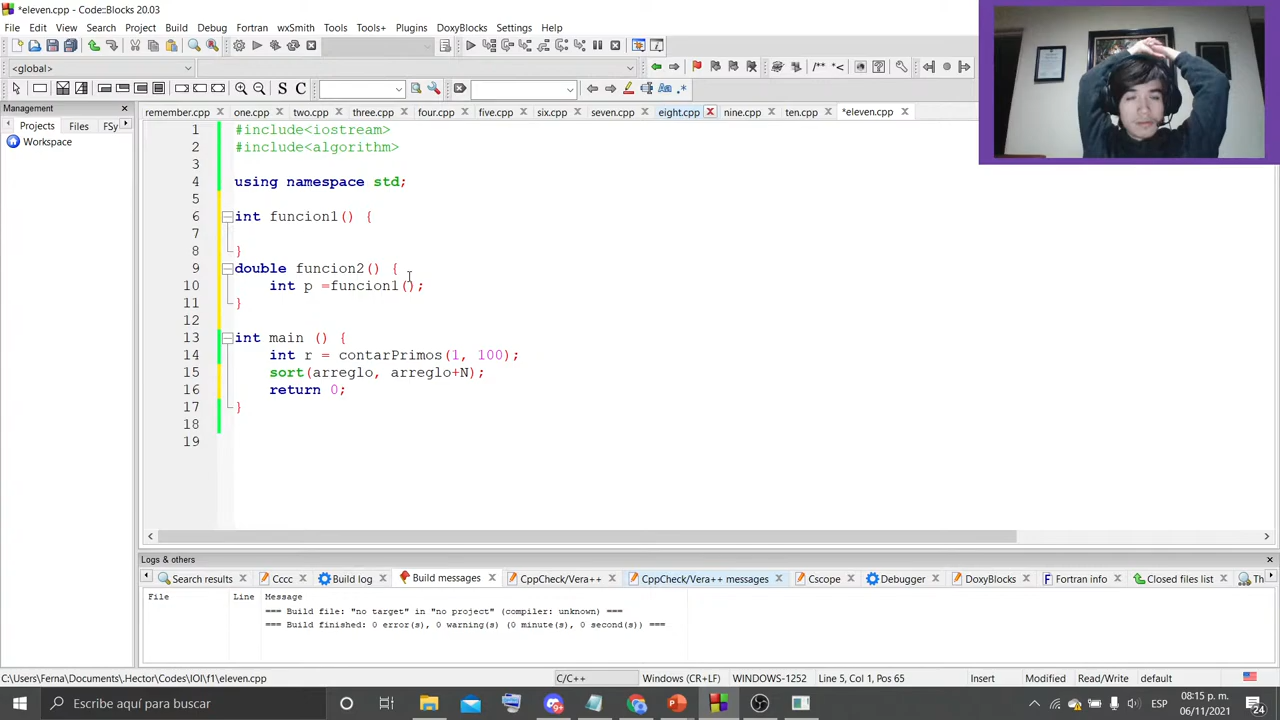 *eleven.cpp - Code::Blocks 20.03
File Edit View Search Project Build Debug Fortran wxSmith Tools Tools+ Plugins DoxyBlocks Settings Help
<global>
/** *<
S C
Aa .*
Management
Projects Files FSy
Workspace
remember.cpp one.cpp two.cpp three.cpp four.cpp five.cpp six.cpp seven.cpp eight.cpp nine.cpp ten.cpp *eleven.cpp
1 #include<iostream>
2 #include<algorithm>
3
4 using namespace std;
5
6 int funcion1() {
7
8 }
9 double funcion2() {
10 int p =funcion1();
11 }
12
13 int main () {
14 int r = contarPrimos(1, 100);
15 sort(arreglo, arreglo+N);
16 return 0;
17 }
18
19
Logs & others
Search results Cccc Build log Build messages CppCheck/Vera++ CppCheck/Vera++ messages Cscope Debugger DoxyBlocks Fortran info Closed files list Th
File Line Message
=== Build file: "no target" in "no project" (compiler: unknown) ===
=== Build finished: 0 error(s), 0 warning(s) (0 minute(s), 0 second(s)) ===
C:\Users\Ferna\Documents\.Hector\Codes\IOI\f1\eleven.cpp C/C++ Windows (CR+LF) WINDOWS-1252 Line 5, Col 1, Pos 65 Insert Modified Read/Write default
Escribe aquí para buscar
ESP
08:15 p. m.
06/11/2021
24